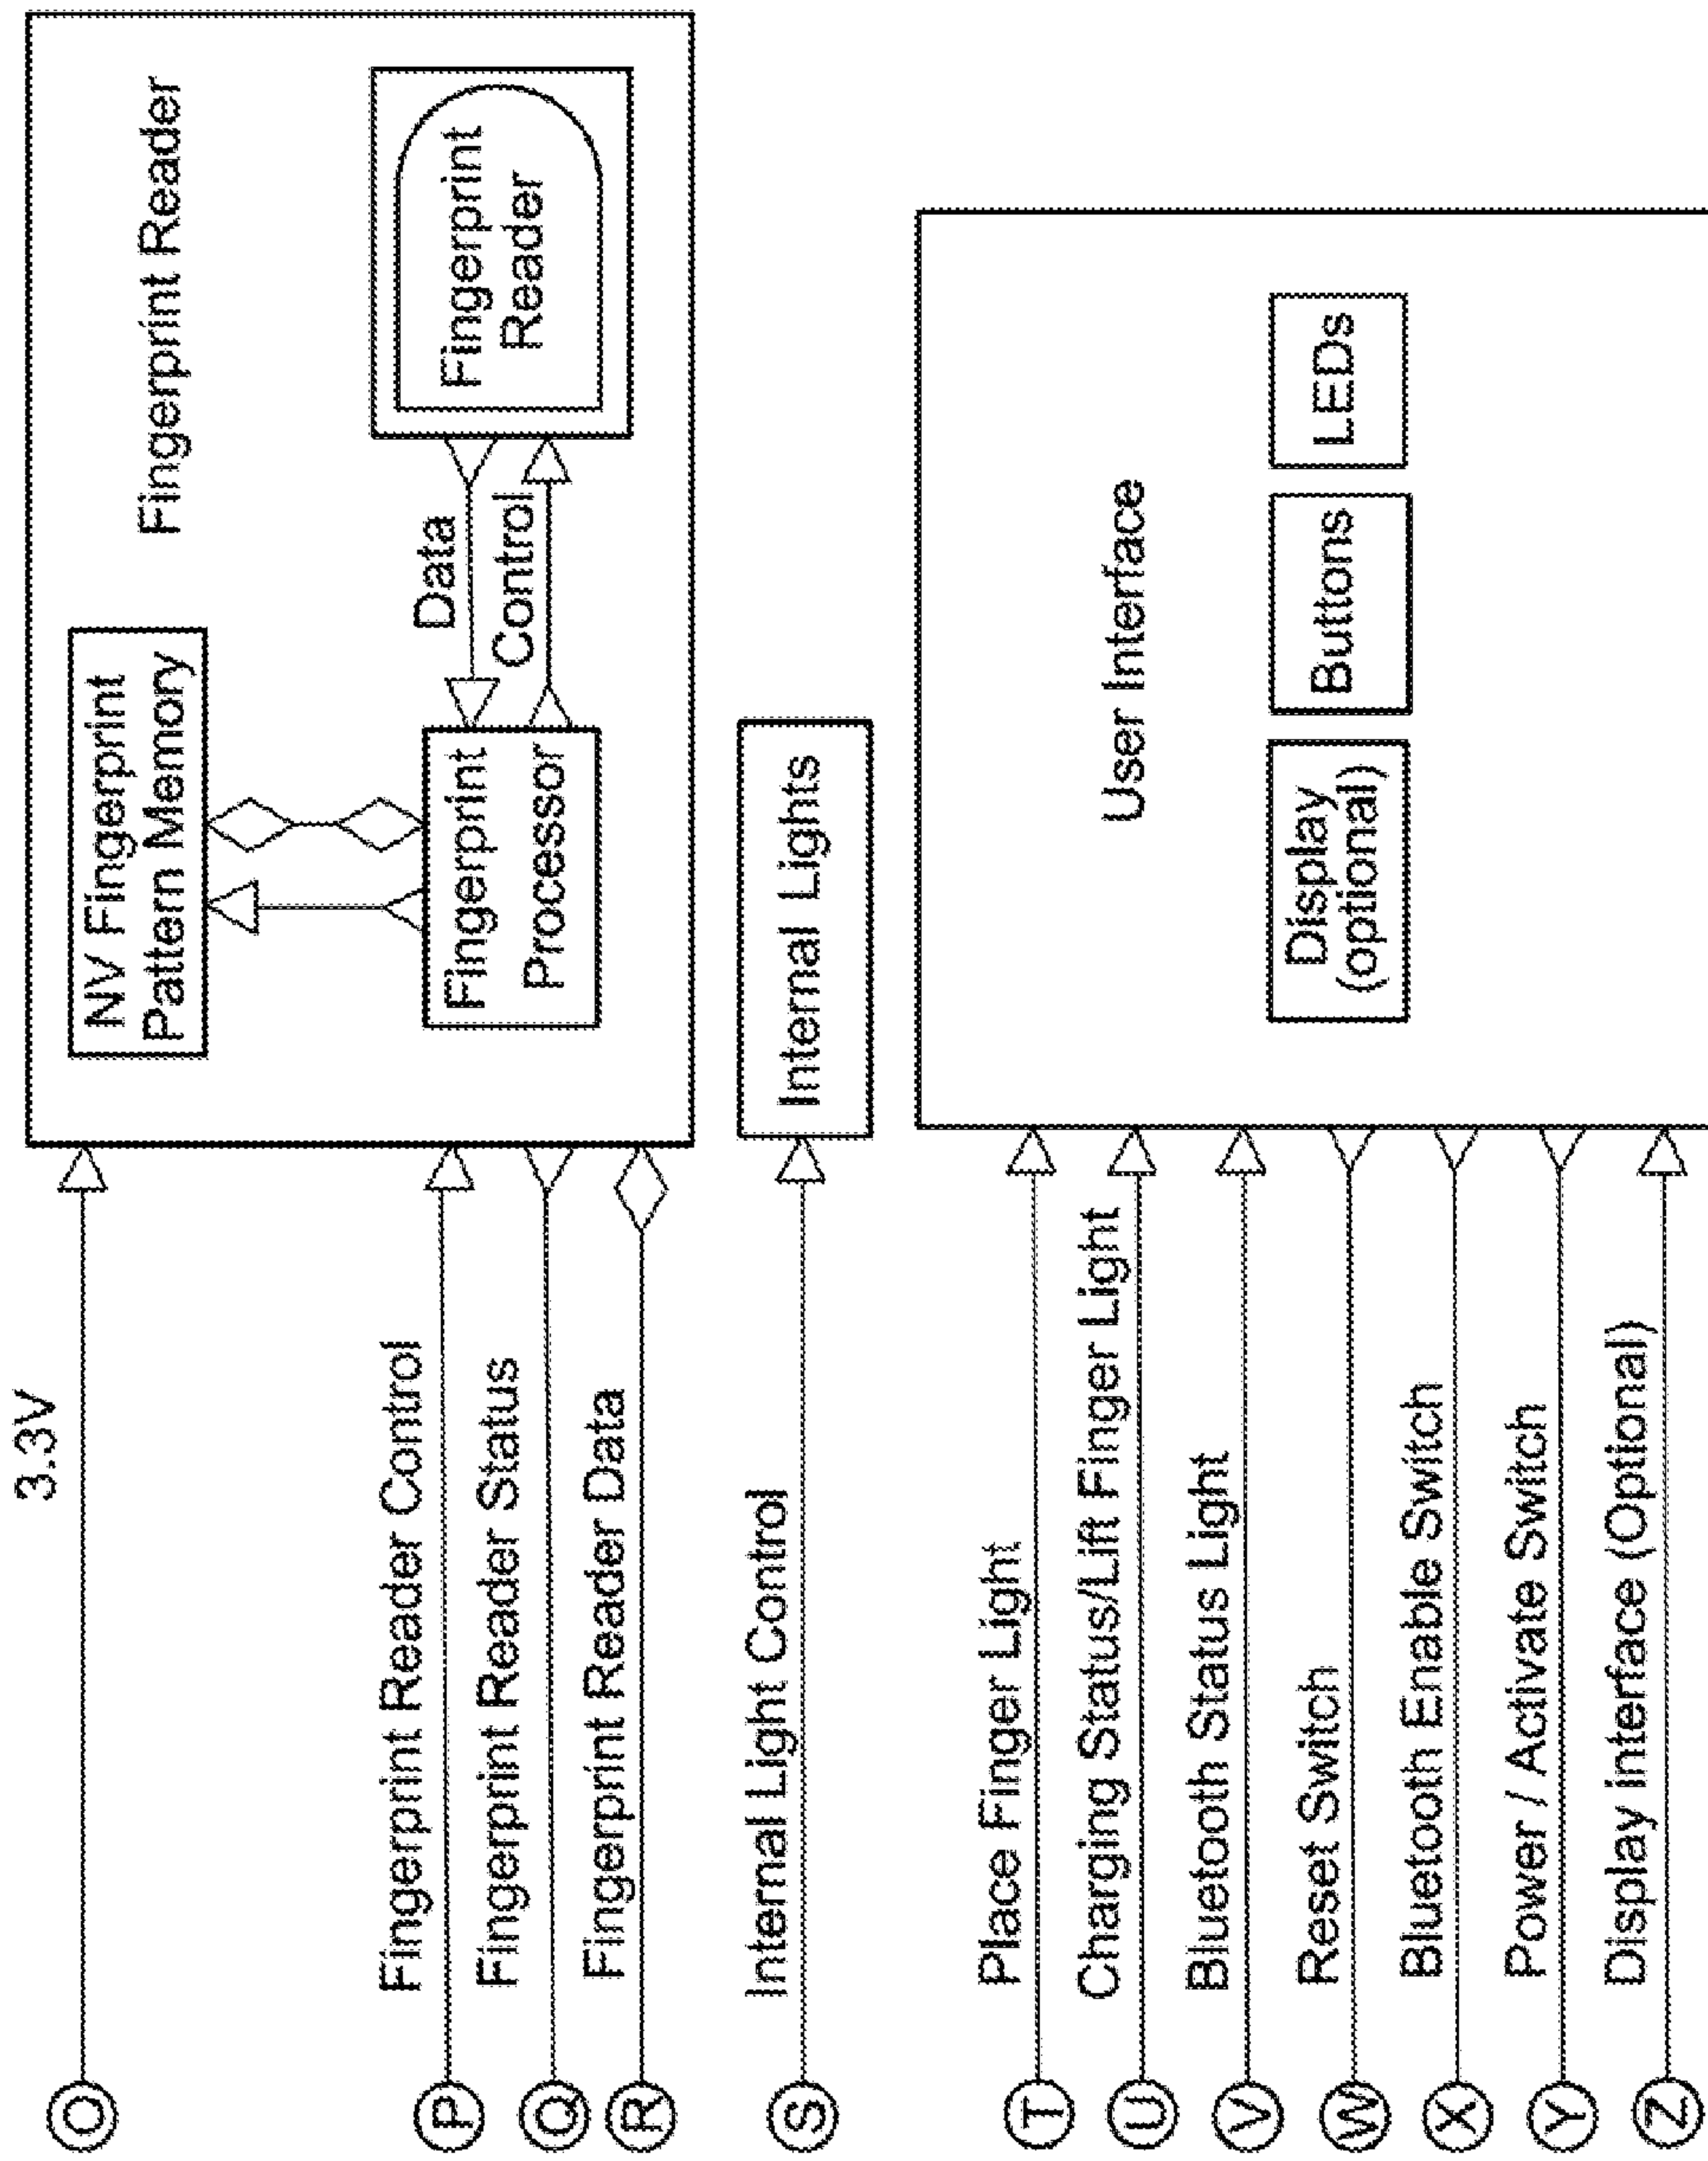 O
3.3V
Fingerprint Reader
NV Fingerprint
Pattern Memory
Fingerprint
Processor
Data
Control
Fingerprint
Reader
P
Fingerprint Reader Control
Q
Fingerprint Reader Status
R
Fingerprint Reader Data
S
Internal Light Control
Internal Lights
User Interface
Display
(optional)
Buttons
LEDs
T
Place Finger Light
U
Charging Status/Lift Finger Light
V
Bluetooth Status Light
W
Reset Switch
X
Bluetooth Enable Switch
Y
Power / Activate Switch
Z
Display Interface (Optional)